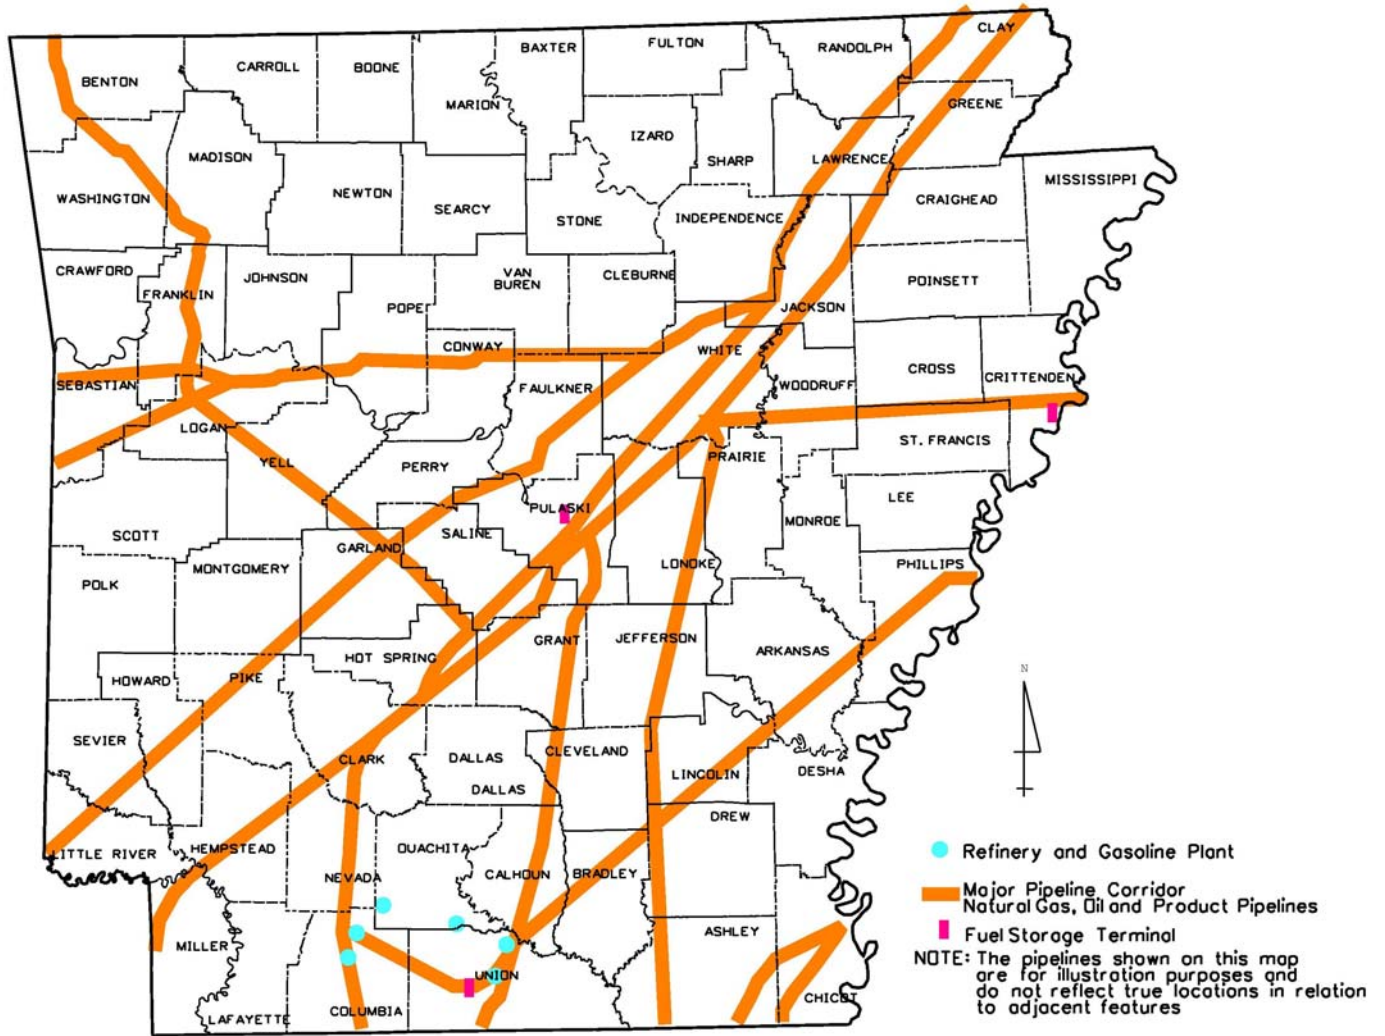 CLAY
FULTON
BAXTER
RANDOLPH
CARROLL
BOONE
BENTON
MARION
GREENE
IZARD
MADISON
SHARP
LAWRENCE
MISSISSIPPI
NEWTON
WASHINGTON
CRAIGHEAD
SEARCY
STONE
INDEPENDENCE
CRAWFORD
JOHNSON
VAN
BUREN
CLEBURNE
POINSETT
FRANKLIN
POPE
JACKSON
CONWAY
WHITE
CROSS
CRITTENDEN
SEBASTIAN
WOODRUFF
FAULKNER
LOGAN
ST. FRANCIS
YELL
PERRY
PRAIRIE
LEE
PULASKI
MONROE
SCOTT
SALINE
GARLAND
LONOKE
PHILLIPS
MONTGOMERY
POLK
GRANT
JEFFERSON
ARKANSAS
HOT SPRING
N
HOWARD
PIKE
SEVIER
CLARK
DALLAS
CLEVELAND
LINCOLIN
DESHA
DALLAS
DREW
LITTLE RIVER
HEMPSTEAD
OUACHITA
NEVADA
CALHOUN
BRADLEY
MILLER
ASHLEY
UNION
CHICOT
LAFAYETTE
COLUMBIA
Refinery and Gasoline Plant
Major Pipeline Corridor
Natural Gas, Oil and Product Pipelines
Fuel Storage Terminal
NOTE: The pipelines shown on this map
are for illustration purposes and
do not reflect true locations in relation
to adjacent features